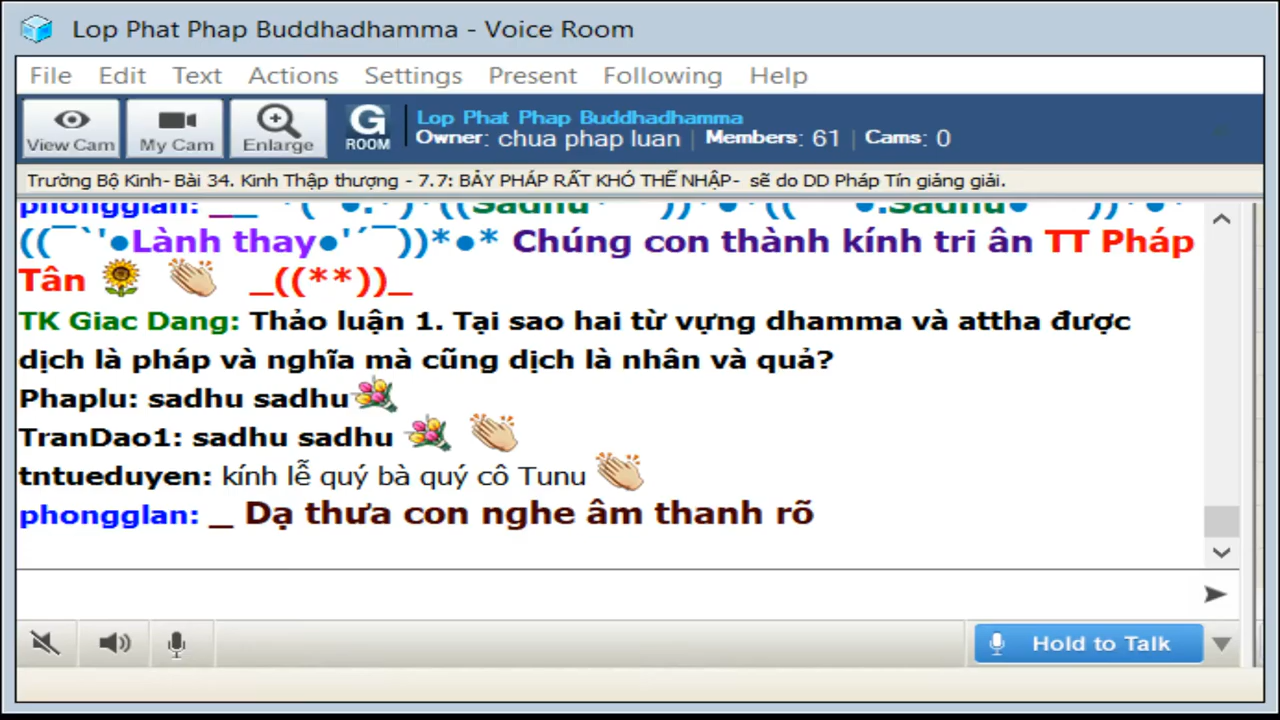 Lop Phat Phap Buddhadhamma - Voice Room
File Edit Text Actions Settings Present Following Help
View Cam My Cam Enlarge G ROOM
Lop Phat Phap Buddhadhamma
Owner: chua phap luan | Members: 61 | Cams: 0
Trường Bộ Kinh- Bài 34. Kinh Thập thượng - 7.7: BẢY PHÁP RẤT KHÓ THỂ NHẬP- sẽ do DD Pháp Tín giảng giải.
phongglan: Sadhu Sadhu
((¯`'●Lành thay●'´¯))*●* Chúng con thành kính tri ân TT Pháp
Tân _((**))_
TK Giac Dang: Thảo luận 1. Tại sao hai từ vựng dhamma và attha được
dịch là pháp và nghĩa mà cũng dịch là nhân và quả?
Phaplu: sadhu sadhu
TranDao1: sadhu sadhu
tntueduyen: kính lễ quý bà quý cô Tunu
phongglan: _ Dạ thưa con nghe âm thanh rõ
Hold to Talk